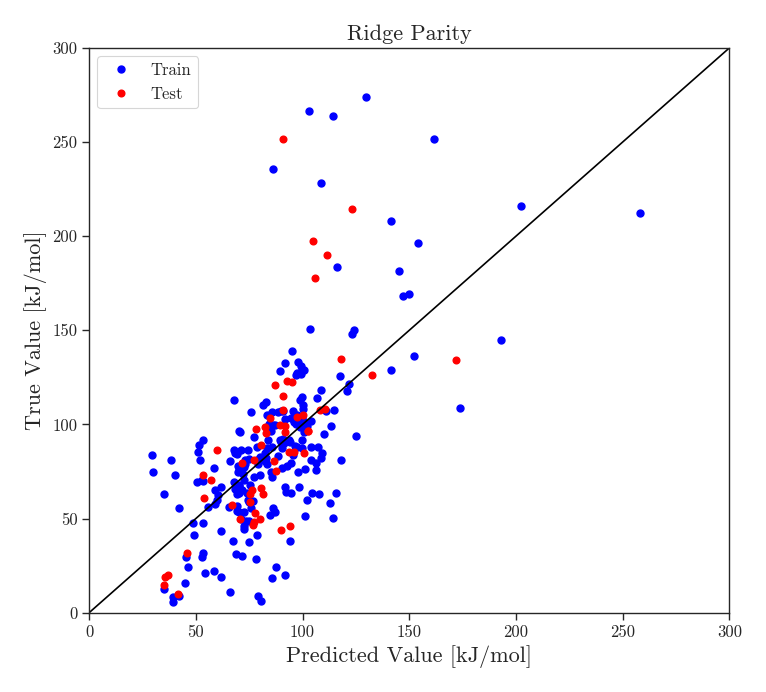 Ridge Parity
Train
Test
300
250
200
150
100
50
0
True Value [kJ/mol]
0 50 100 150 200 250 300
Predicted Value [kJ/mol]